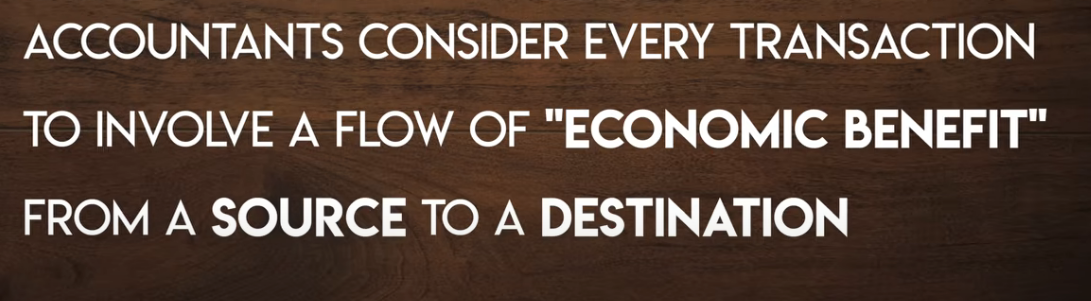 ACCOUNTANTS CONSIDER EVERY TRANSACTION
TO INVOLVE A FLOW OF "ECONOMIC BENEFIT"
FROM A SOURCE TO A DESTINATION